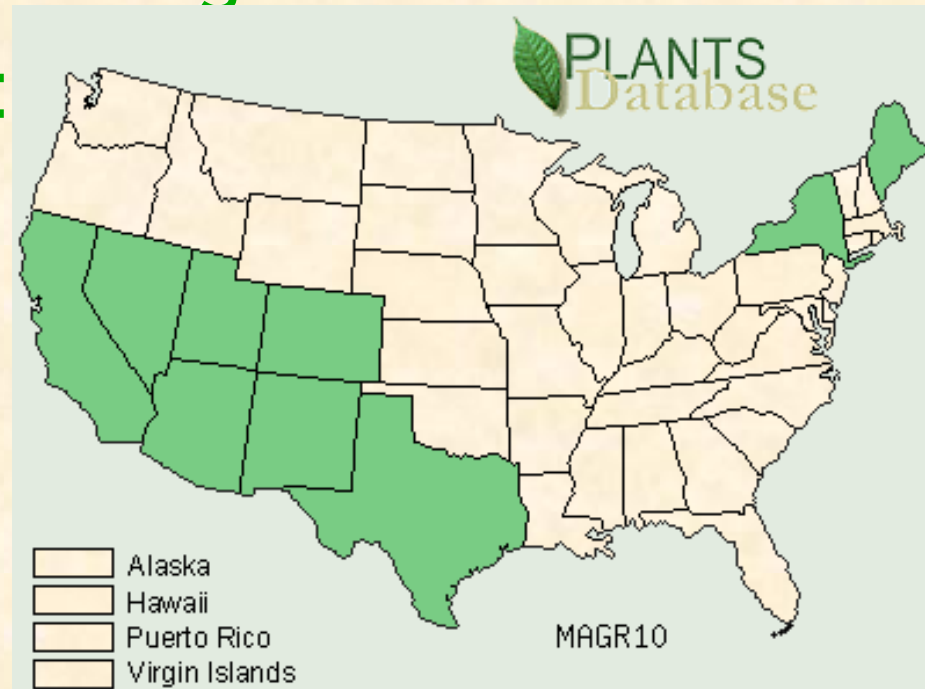 PLANTS
Database
Alaska
Hawaii
Puerto Rico
Virgin Islands
MAGR10